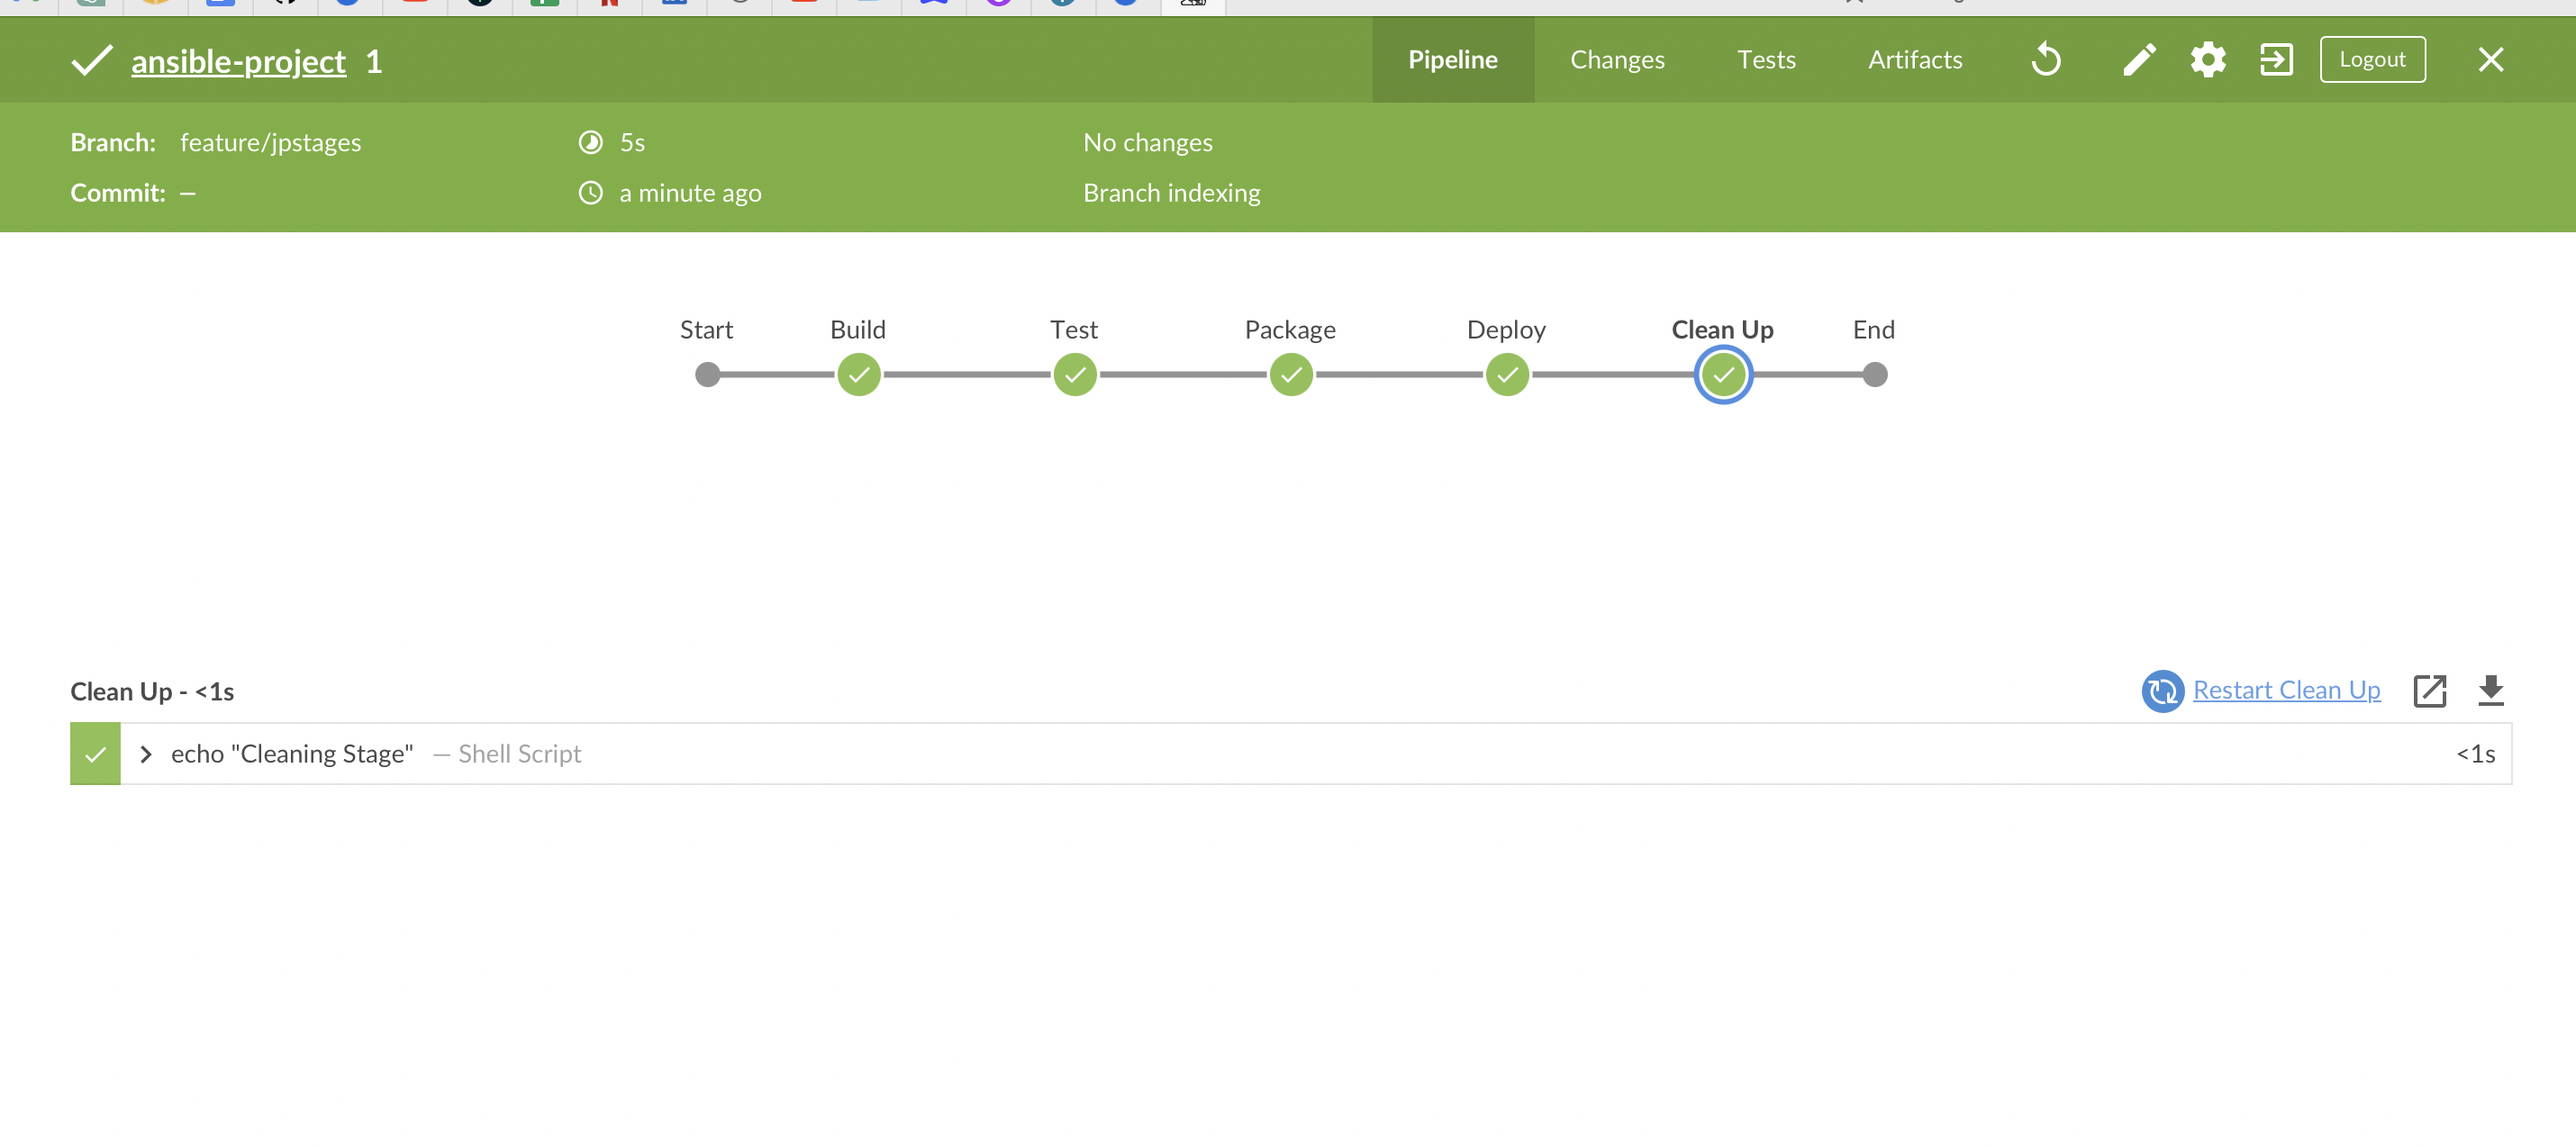 ansible-project 1
Pipeline Changes Tests Artifacts Logout
Branch: feature/jpstages 5s No changes
Commit: — a minute ago Branch indexing
Start Build Test Package Deploy Clean Up End
Clean Up - <1s Restart Clean Up
echo "Cleaning Stage" — Shell Script <1s